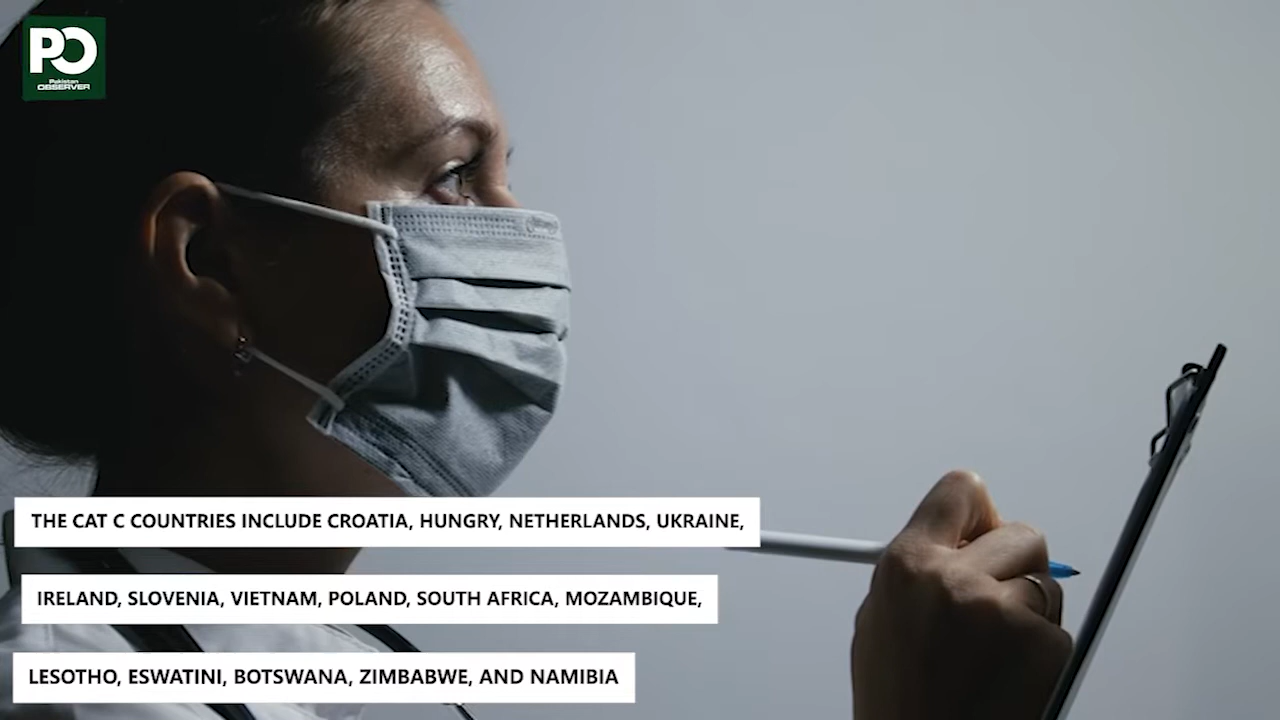 PO
Pakistan
OBSERVER
THE CAT C COUNTRIES INCLUDE CROATIA, HUNGRY, NETHERLANDS, UKRAINE,
IRELAND, SLOVENIA, VIETNAM, POLAND, SOUTH AFRICA, MOZAMBIQUE,
LESOTHO, ESWATINI, BOTSWANA, ZIMBABWE, AND NAMIBIA